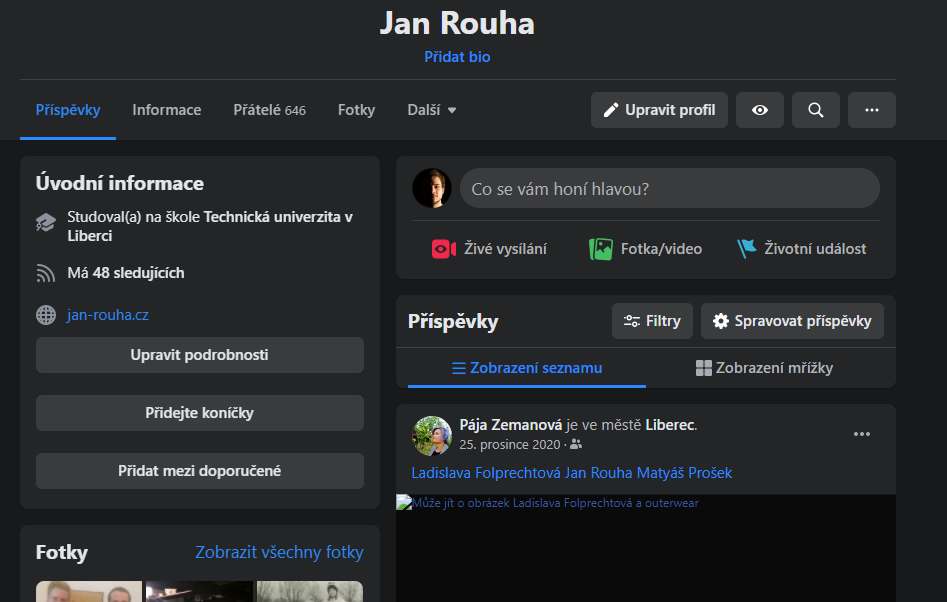 Jan Rouha
Přidat bio
Příspěvky
Informace
Přátelé 646
Fotky
Další
Upravit profil
Úvodní informace
Studoval(a) na škole Technická univerzita v
Liberci
Má 48 sledujících
jan-rouha.cz
Upravit podrobnosti
Přidejte koníčky
Přidat mezi doporučené
Fotky
Zobrazit všechny fotky
Co se vám honí hlavou?
Živé vysílání
Fotka/video
Životní událost
Příspěvky
Filtry
Spravovat příspěvky
Zobrazení seznamu
Zobrazení mřížky
Pája Zemanová je ve městě Liberec.
25. prosince 2020 ·
Ladislava Folprechtová Jan Rouha Matyáš Prošek
Může jít o obrázek Ladislava Folprechtová a outerwear